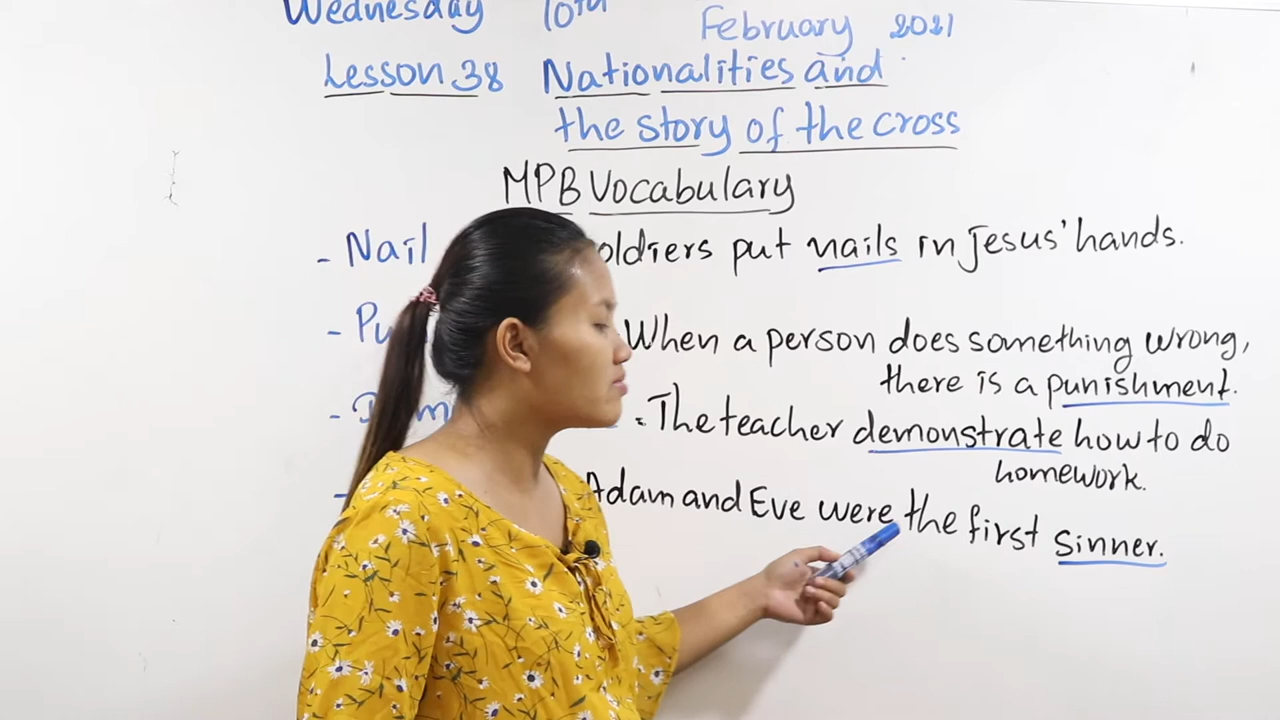 Wednesday 10th February 2021
Lesson 38 Nationalities and
the story of the cross
MPB Vocabulary
- Nail oldiers put nails in Jesus' hands.
- Pu When a person does something wrong,
there is a punishment.
- The teacher demonstrate how to do
homework.
- Adam and Eve were the first sinner.